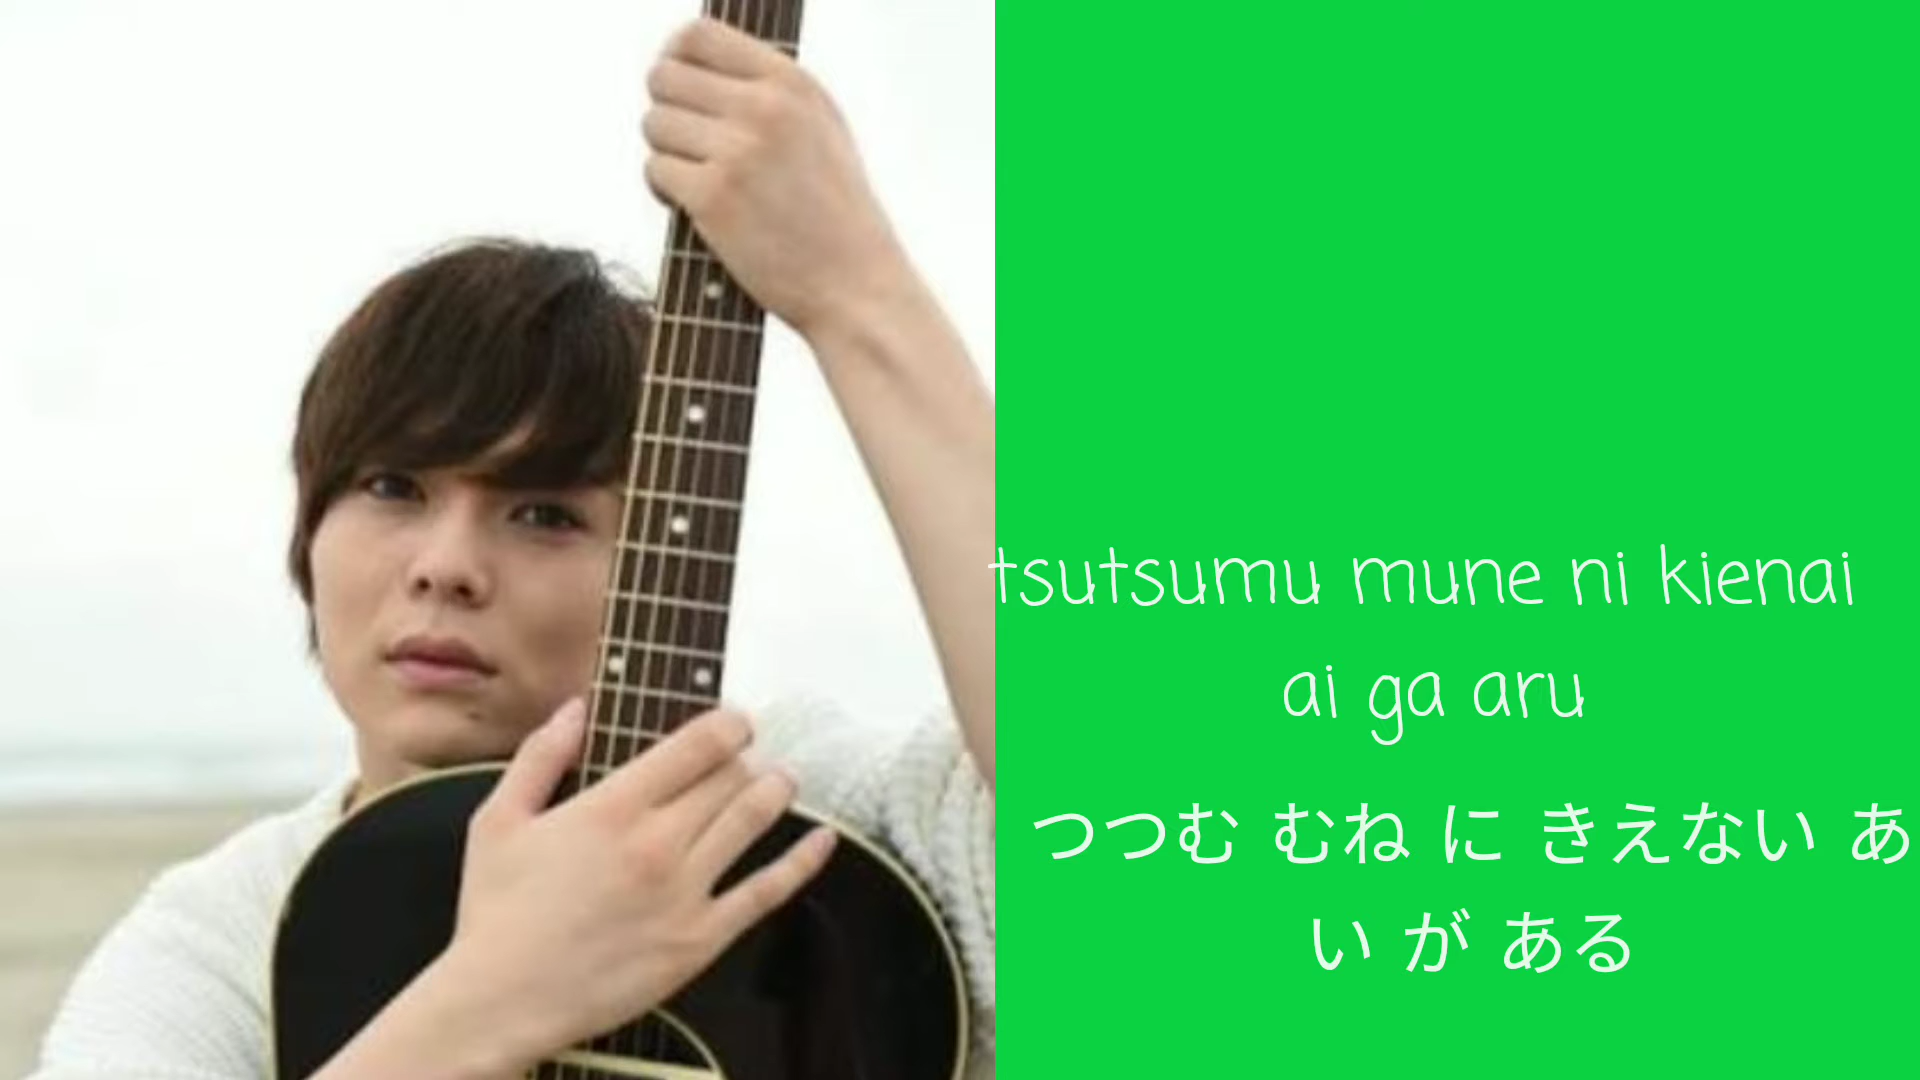 tsutsumu mune ni kienai
ai ga aru
つつむ むね に きえない あ
い が ある